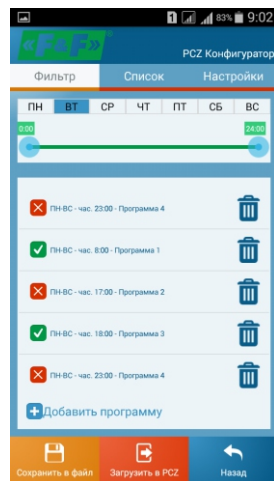 83% 9:02
«F&F»
PCZ Конфигуратор
Фильтр Список Настройки
ПН ВТ СР ЧТ ПТ СБ ВС
0:00 24:00
ПН-ВС - час. 23:00 - Программа 4
ПН-ВС - час. 8:00 - Программа 1
ПН-ВС - час. 17:00 - Программа 2
ПН-ВС - час. 18:00 - Программа 3
ПН-ВС - час. 23:00 - Программа 4
Добавить программу
Сохранить в файл Загрузить в PCZ Назад